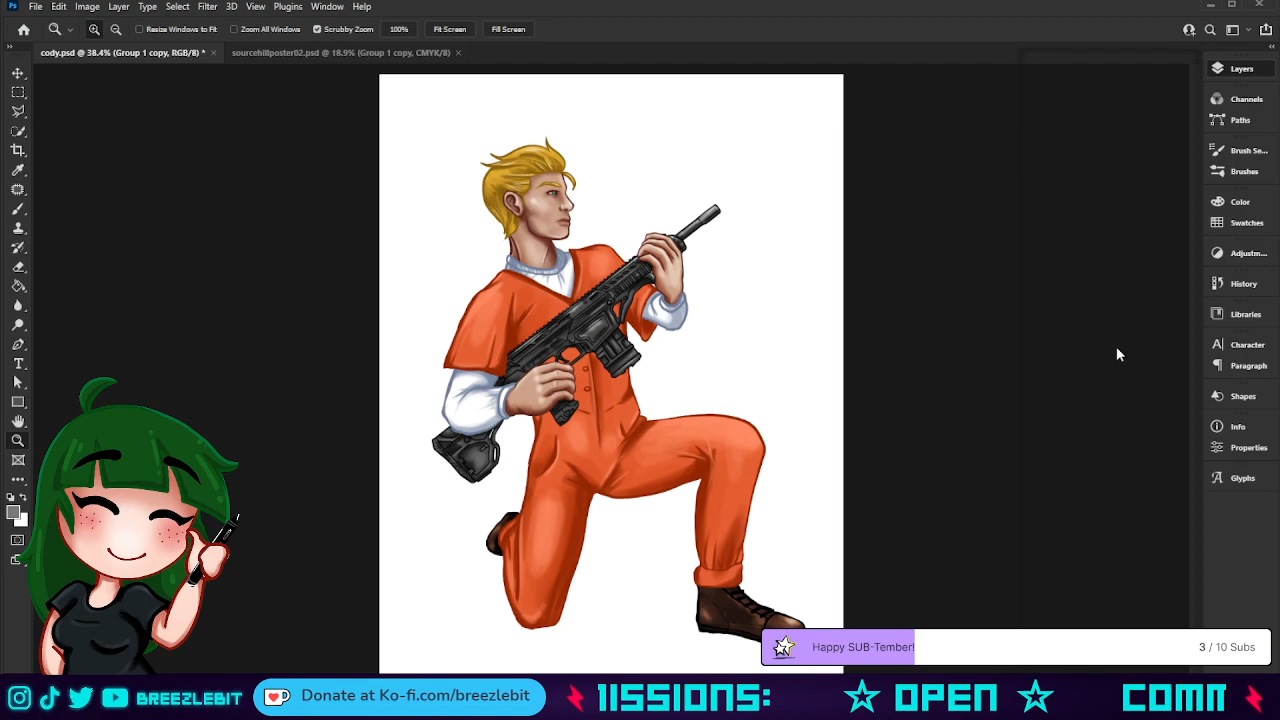 Ps File Edit Image Layer Type Select Filter 3D View Plugins Window Help
Resize Windows to Fit Zoom All Windows Scrubby Zoom 100% Fit Screen Fill Screen
cody.psd @ 38.4% (Group 1 copy, RGB/8) * × sourcehillposter02.psd @ 18.9% (Group 1 copy, CMYK/8) ×
Layers
Channels
Paths
Brush Se...
Brushes
Color
Swatches
Adjustm...
History
Libraries
Character
Paragraph
Shapes
Info
Properties
Glyphs
Happy SUB-Tember! 3 / 10 Subs
BREEZLEBIT Donate at Ko-fi.com/breezlebit IISSIONS: ☆ OPEN ☆ COMM